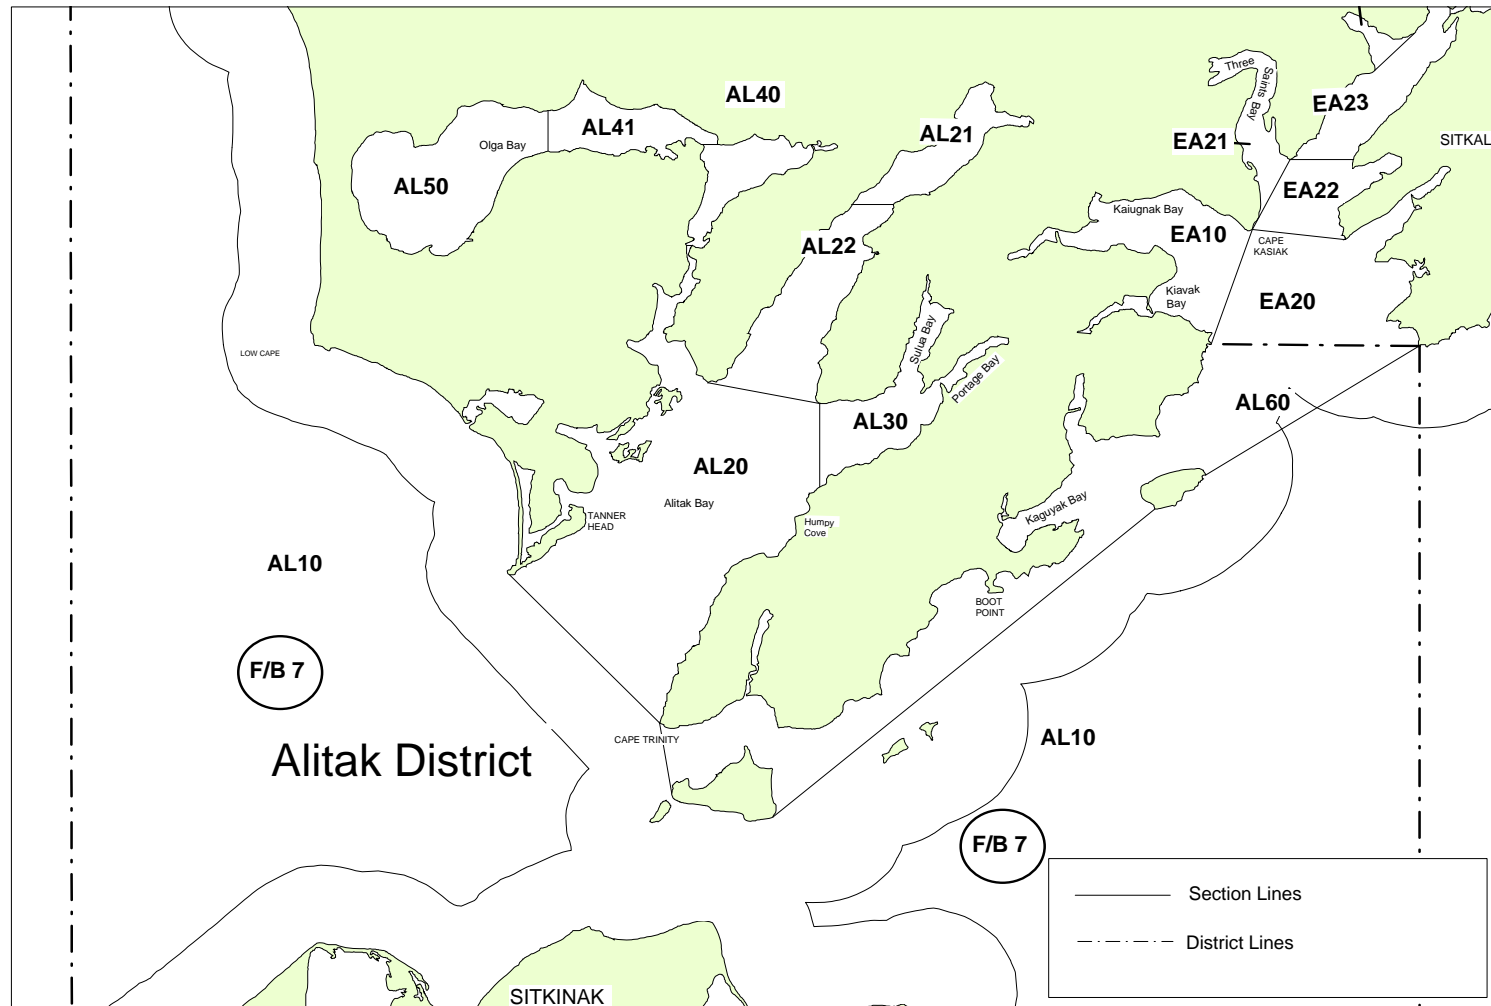 Three
Saints Bay
AL40
EA23
AL41
AL21
EA21
SITKAL
Olga Bay
AL50
EA22
Kaiugnak Bay
AL22
EA10
CAPE
KASIAK
Kiavak
Bay
EA20
LOW CAPE
Sulua Bay
Portage Bay
AL60
AL30
AL20
Alitak Bay
TANNER
HEAD
Humpy
Cove
Kaguyak Bay
AL10
BOOT
POINT
F/B 7
CAPE TRINITY
AL10
Alitak District
F/B 7
Section Lines
District Lines
SITKINAK